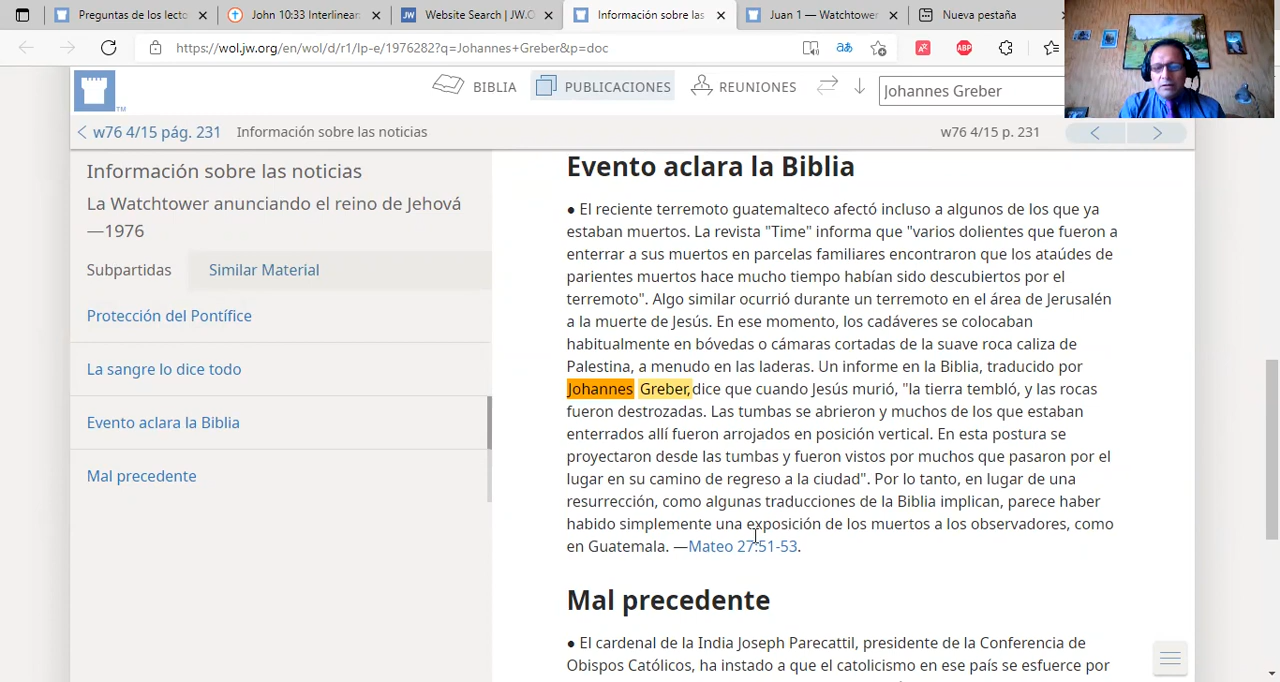 Preguntas de los lecto
John 10:33 Interlinear
Website Search | JW.O
Información sobre las
Juan 1 — Watchtower
Nueva pestaña
https://wol.jw.org/en/wol/d/r1/lp-e/1976282?q=Johannes+Greber&p=doc
ABP
BIBLIA
PUBLICACIONES
REUNIONES
Johannes Greber
w76 4/15 pág. 231
Información sobre las noticias
w76 4/15 p. 231
Información sobre las noticias
La Watchtower anunciando el reino de Jehová
—1976
Subpartidas
Similar Material
Protección del Pontífice
La sangre lo dice todo
Evento aclara la Biblia
Mal precedente
Evento aclara la Biblia
● El reciente terremoto guatemalteco afectó incluso a algunos de los que ya
estaban muertos. La revista "Time" informa que "varios dolientes que fueron a
enterrar a sus muertos en parcelas familiares encontraron que los ataúdes de
parientes muertos hace mucho tiempo habían sido descubiertos por el
terremoto". Algo similar ocurrió durante un terremoto en el área de Jerusalén
a la muerte de Jesús. En ese momento, los cadáveres se colocaban
habitualmente en bóvedas o cámaras cortadas de la suave roca caliza de
Palestina, a menudo en las laderas. Un informe en la Biblia, traducido por
Johannes Greber, dice que cuando Jesús murió, "la tierra tembló, y las rocas
fueron destrozadas. Las tumbas se abrieron y muchos de los que estaban
enterrados allí fueron arrojados en posición vertical. En esta postura se
proyectaron desde las tumbas y fueron vistos por muchos que pasaron por el
lugar en su camino de regreso a la ciudad". Por lo tanto, en lugar de una
resurrección, como algunas traducciones de la Biblia implican, parece haber
habido simplemente una exposición de los muertos a los observadores, como
en Guatemala. —Mateo 27:51-53.
Mal precedente
● El cardenal de la India Joseph Parecattil, presidente de la Conferencia de
Obispos Católicos, ha instado a que el catolicismo en ese país se esfuerce por